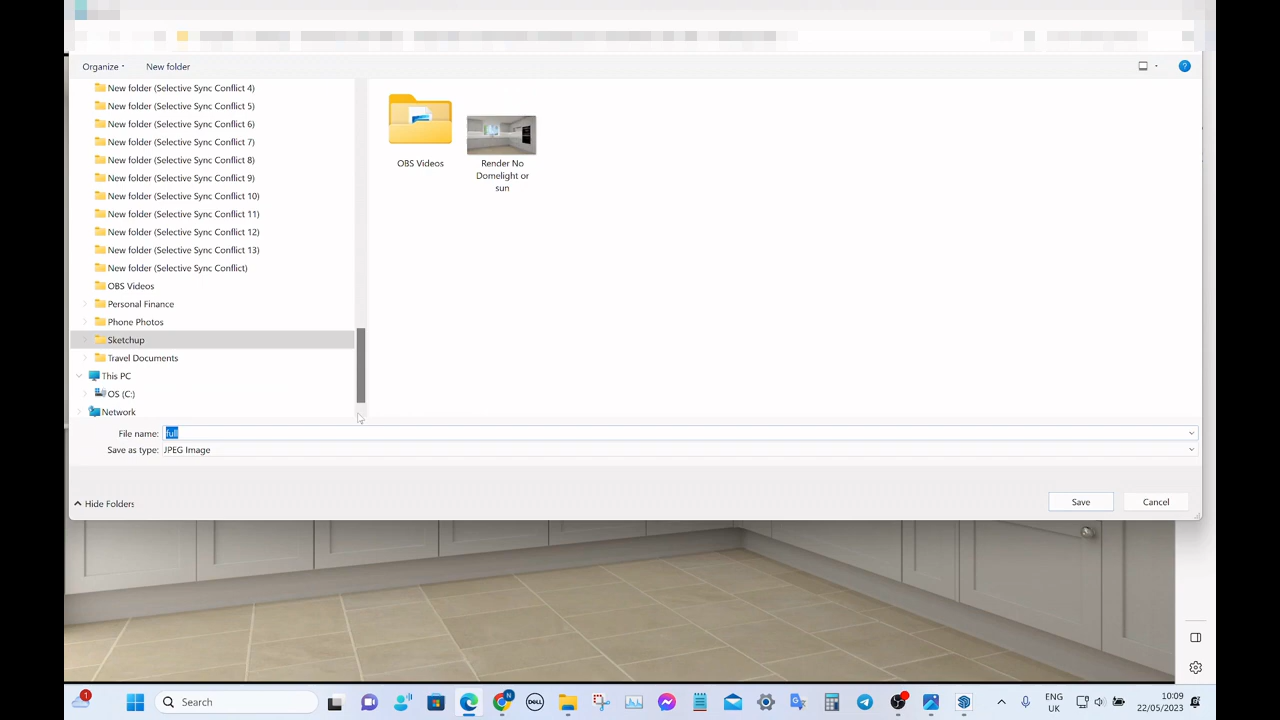 Organize
New folder
New folder (Selective Sync Conflict 4)
New folder (Selective Sync Conflict 5)
New folder (Selective Sync Conflict 6)
New folder (Selective Sync Conflict 7)
New folder (Selective Sync Conflict 8)
New folder (Selective Sync Conflict 9)
New folder (Selective Sync Conflict 10)
New folder (Selective Sync Conflict 11)
New folder (Selective Sync Conflict 12)
New folder (Selective Sync Conflict 13)
New folder (Selective Sync Conflict)
OBS Videos
Personal Finance
Phone Photos
Sketchup
Travel Documents
This PC
OS (C:)
Network
OBS Videos
Render No
Domelight or
sun
File name: full
Save as type: JPEG Image
Hide Folders
Save
Cancel
1
Search
N
DELL
ENG
UK
10:09
22/05/2023